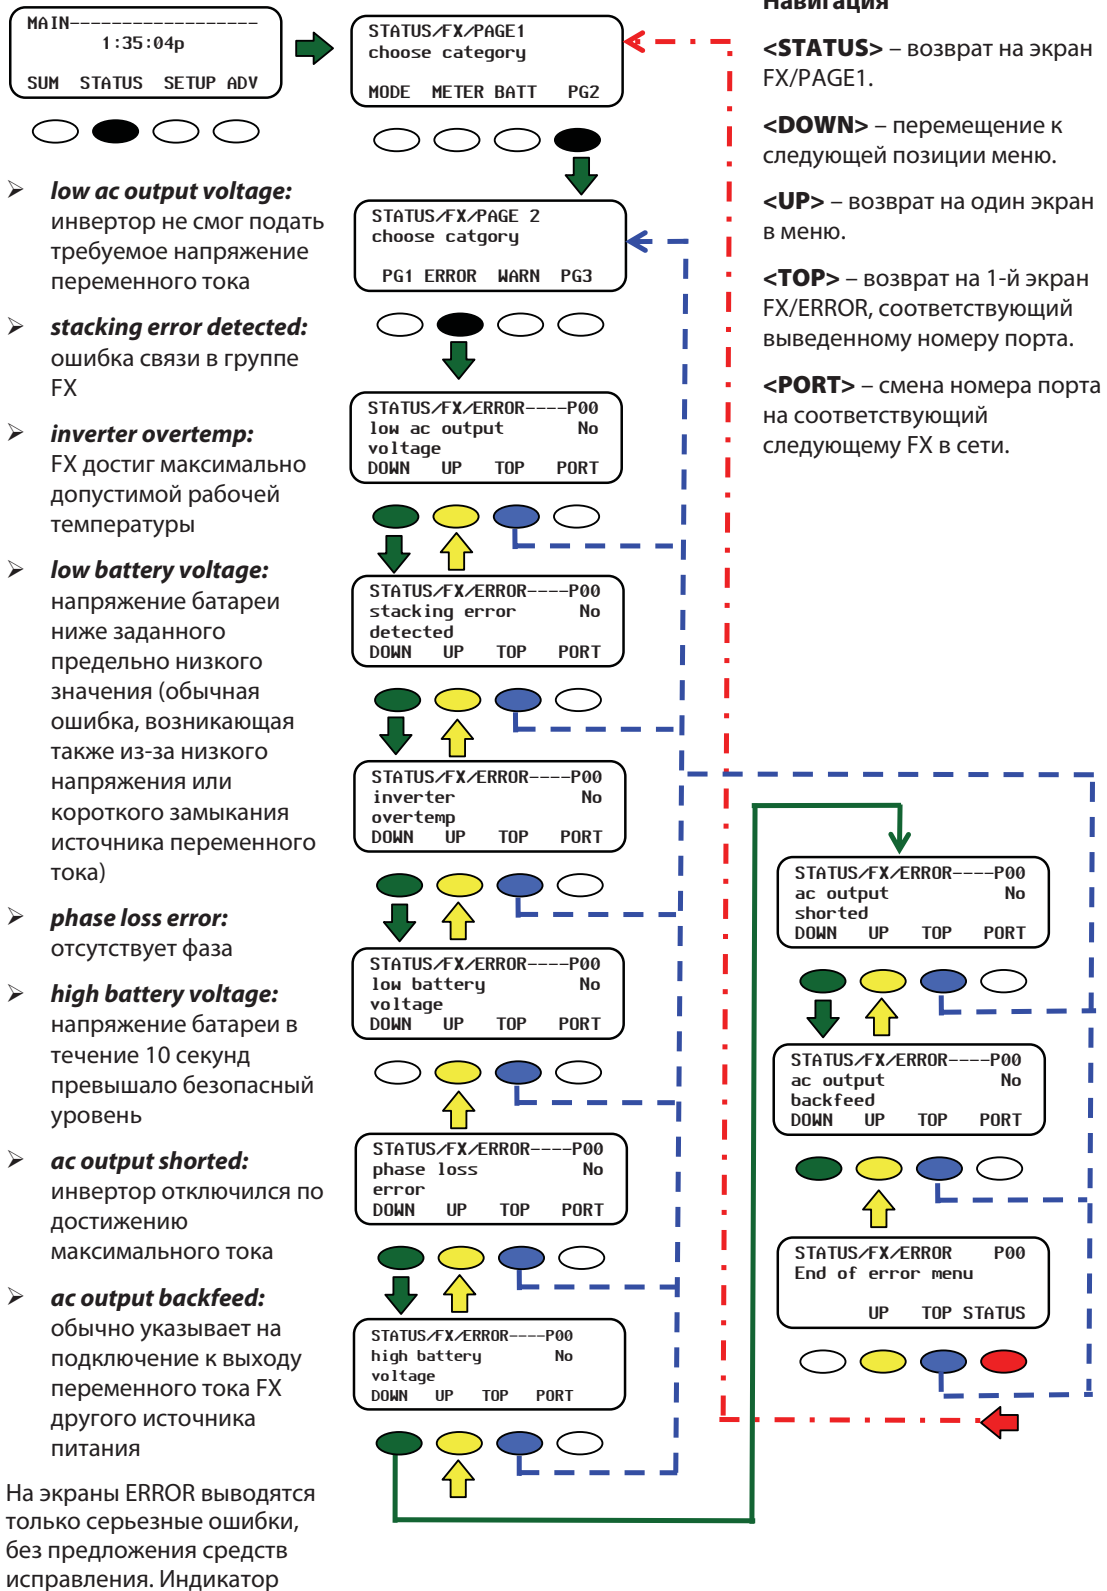 MAIN------------------
1:35:04p
SUM STATUS SETUP ADV
low ac output voltage:
инвертор не смог подать
требуемое напряжение
переменного тока
stacking error detected:
ошибка связи в группе
FX
inverter overtemp:
FX достиг максимально
допустимой рабочей
температуры
low battery voltage:
напряжение батареи
ниже заданного
предельно низкого
значения (обычная
ошибка, возникающая
также из-за низкого
напряжения или
короткого замыкания
источника переменного
тока)
phase loss error:
отсутствует фаза
high battery voltage:
напряжение батареи в
течение 10 секунд
превышало безопасный
уровень
ac output shorted:
инвертор отключился по
достижению
максимального тока
ac output backfeed:
обычно указывает на
подключение к выходу
переменного тока FX
другого источника
питания
На экраны ERROR выводятся
только серьезные ошибки,
без предложения средств
исправления. Индикатор
STATUS/FX/PAGE1
choose category
MODE METER BATT PG2
STATUS/FX/PAGE 2
choose catgory
PG1 ERROR WARN PG3
STATUS/FX/ERROR----P00
low ac output No
voltage
DOWN UP TOP PORT
STATUS/FX/ERROR----P00
stacking error No
detected
DOWN UP TOP PORT
STATUS/FX/ERROR----P00
inverter No
overtemp
DOWN UP TOP PORT
STATUS/FX/ERROR----P00
low battery No
voltage
DOWN UP TOP PORT
STATUS/FX/ERROR----P00
phase loss No
error
DOWN UP TOP PORT
STATUS/FX/ERROR----P00
high battery No
voltage
DOWN UP TOP PORT
Навигация
<STATUS> – возврат на экран
FX/PAGE1.
<DOWN> – перемещение к
следующей позиции меню.
<UP> – возврат на один экран
в меню.
<TOP> – возврат на 1-й экран
FX/ERROR, соответствующий
выведенному номеру порта.
<PORT> – смена номера порта
на соответствующий
следующему FX в сети.
STATUS/FX/ERROR----P00
ac output No
shorted
DOWN UP TOP PORT
STATUS/FX/ERROR----P00
ac output No
backfeed
DOWN UP TOP PORT
STATUS/FX/ERROR P00
End of error menu
UP TOP STATUS